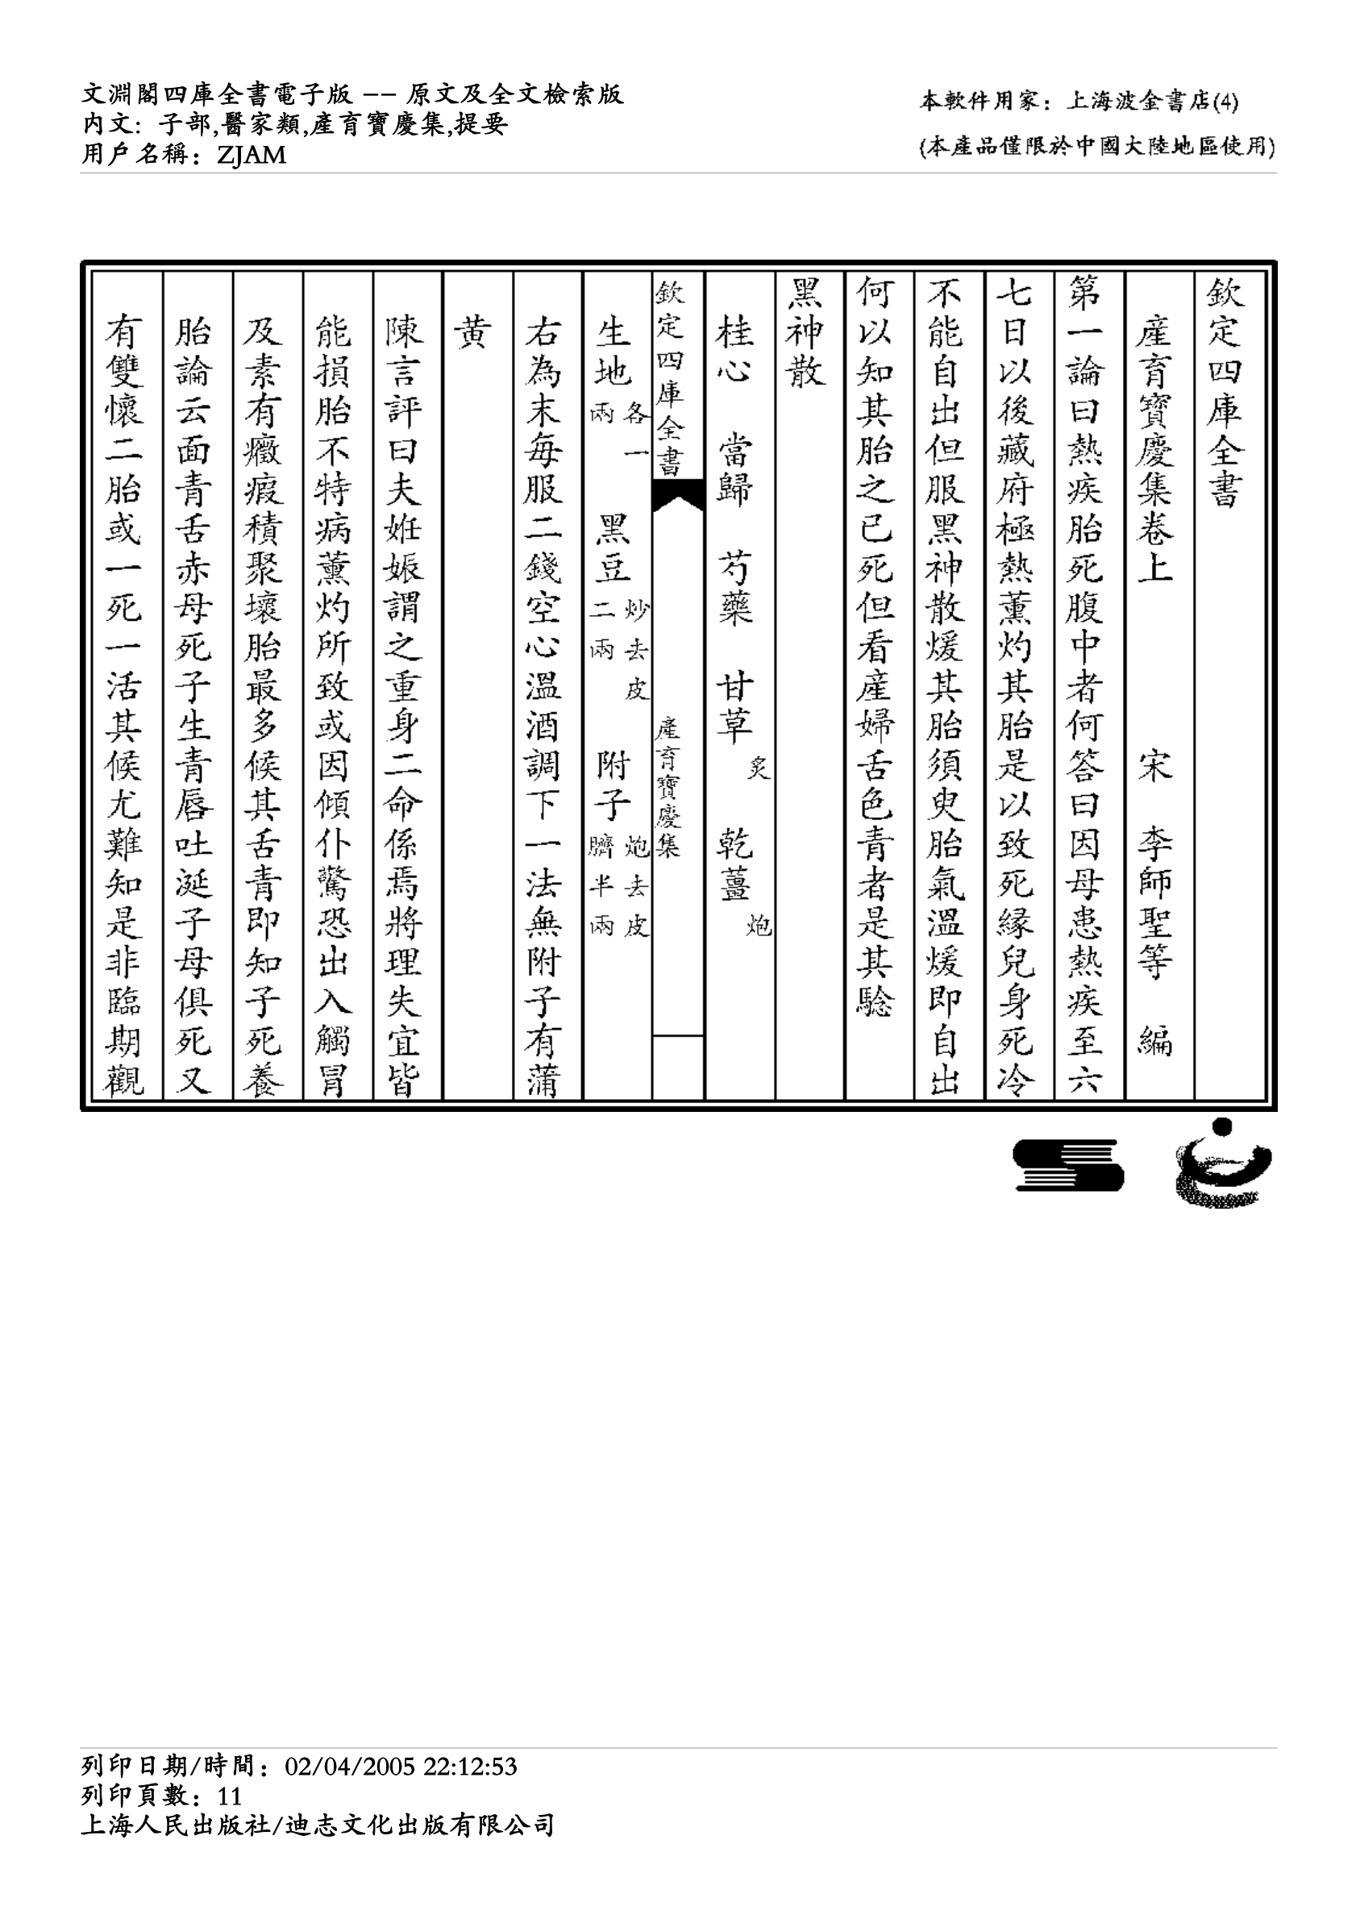 文淵閣四庫全書電子版 −− 原文及全文檢索版
内文: 子部,醫家類,產育寶慶集,提要
用戶名稱: ZJAM
本軟件用家: 上海波金書店(4)
(本產品僅限於中國大陸地區使用)
欽定四庫全書
產育寶慶集卷上 宋 李師聖等 編
第一論曰熱疾胎死腹中者何答曰因母患熱疾至六
七日以後藏府極熱薰灼其胎是以致死緣兒身死冷
不能自出但服黑神散煖其胎須臾胎氣溫煖即自出
何以知其胎之已死但看產婦舌色青者是其騐
黑神散
桂心 當歸 芍藥 甘草炙 乾薑炮
欽定四庫全書 產育寶慶集
生地各一兩 黑豆炒去皮二兩 附子炮去皮臍半兩
右為末每服二錢空心溫酒調下一法無附子有蒲
黄
陳言評曰夫姙娠謂之重身二命係焉將理失宜皆
能損胎不特病薰灼所致或因傾仆驚恐出入觸冒
及素有癥瘕積聚壞胎最多候其舌青即知子死養
胎論云面青舌赤母死子生青唇吐涎子母俱死又
有雙懷二胎或一死一活其候尤難知是非臨期觀
列印日期/時間: 02/04/2005 22:12:53
列印頁數: 11
上海人民出版社/迪志文化出版有限公司